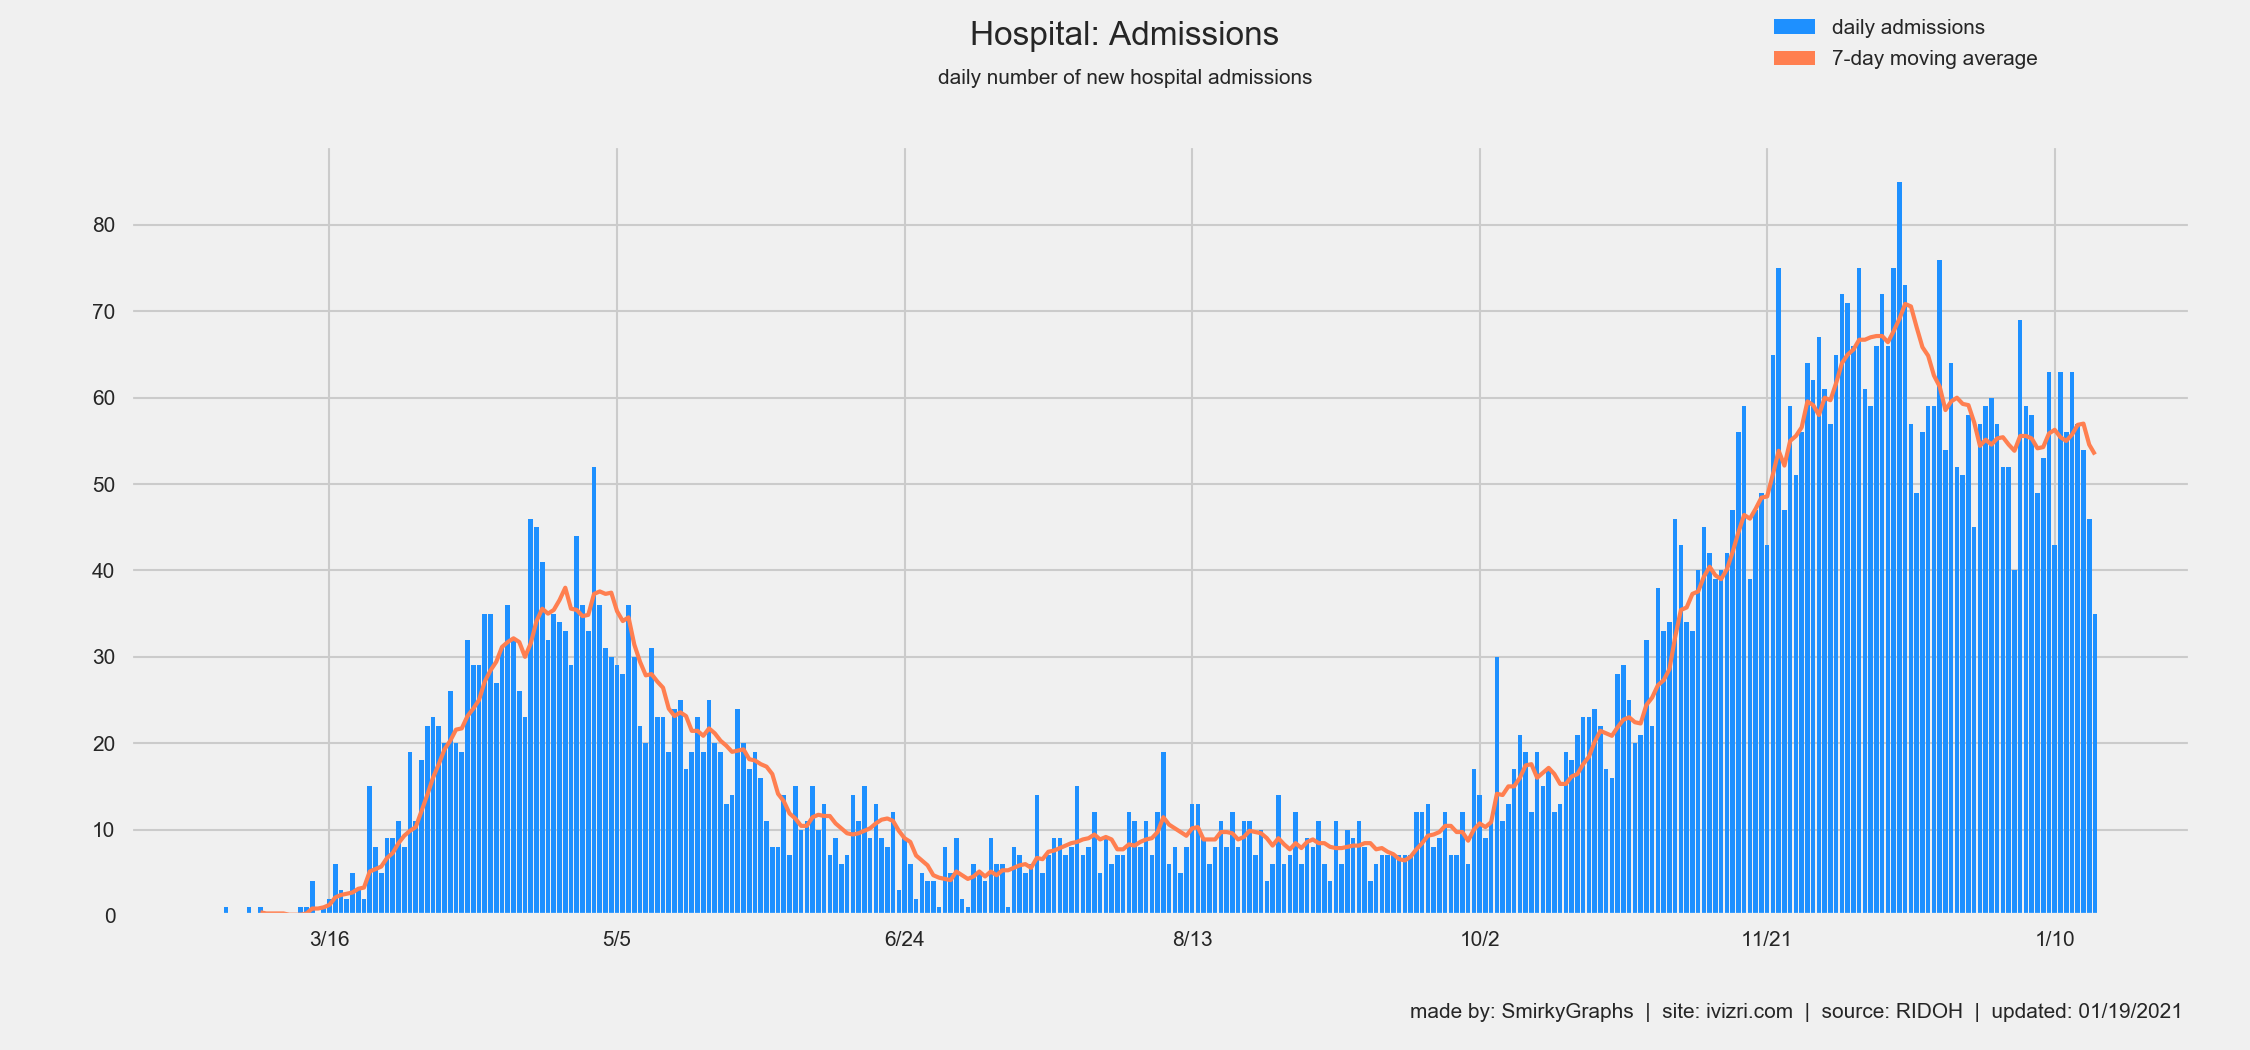 Hospital: Admissions
daily number of new hospital admissions
daily admissions
7-day moving average
80
70
60
50
40
30
20
10
0
3/16 5/5 6/24 8/13 10/2 11/21 1/10
made by: SmirkyGraphs | site: ivizri.com | source: RIDOH | updated: 01/19/2021